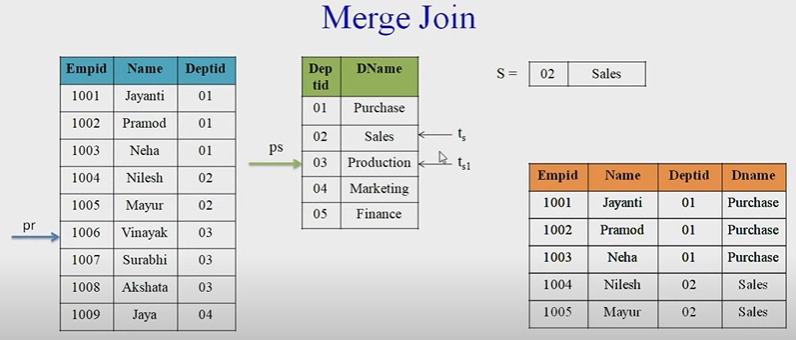 Merge Join
Empid Name Deptid
1001 Jayanti 01
1002 Pramod 01
1003 Neha 01
1004 Nilesh 02
1005 Mayur 02
1006 Vinayak 03
1007 Surabhi 03
1008 Akshata 03
1009 Jaya 04
pr
Dep
tid DName
01 Purchase
02 Sales
03 Production
04 Marketing
05 Finance
ps
ts
ts1
S = 02 Sales
Empid Name Deptid Dname
1001 Jayanti 01 Purchase
1002 Pramod 01 Purchase
1003 Neha 01 Purchase
1004 Nilesh 02 Sales
1005 Mayur 02 Sales